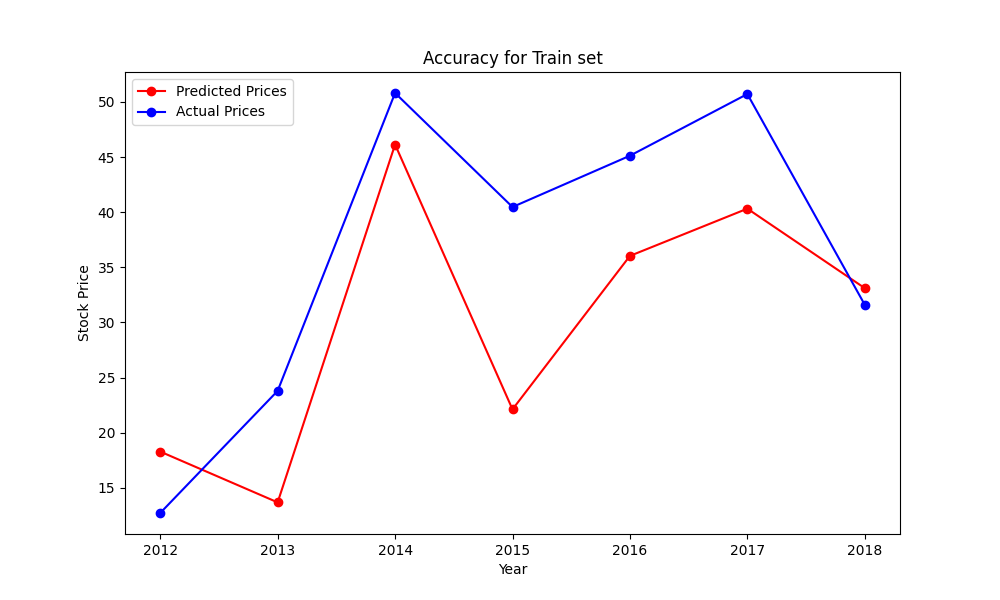 Accuracy for Train set
Predicted Prices
Actual Prices
50
45
40
35
30
25
20
15
Stock Price
2012 2013 2014 2015 2016 2017 2018
Year